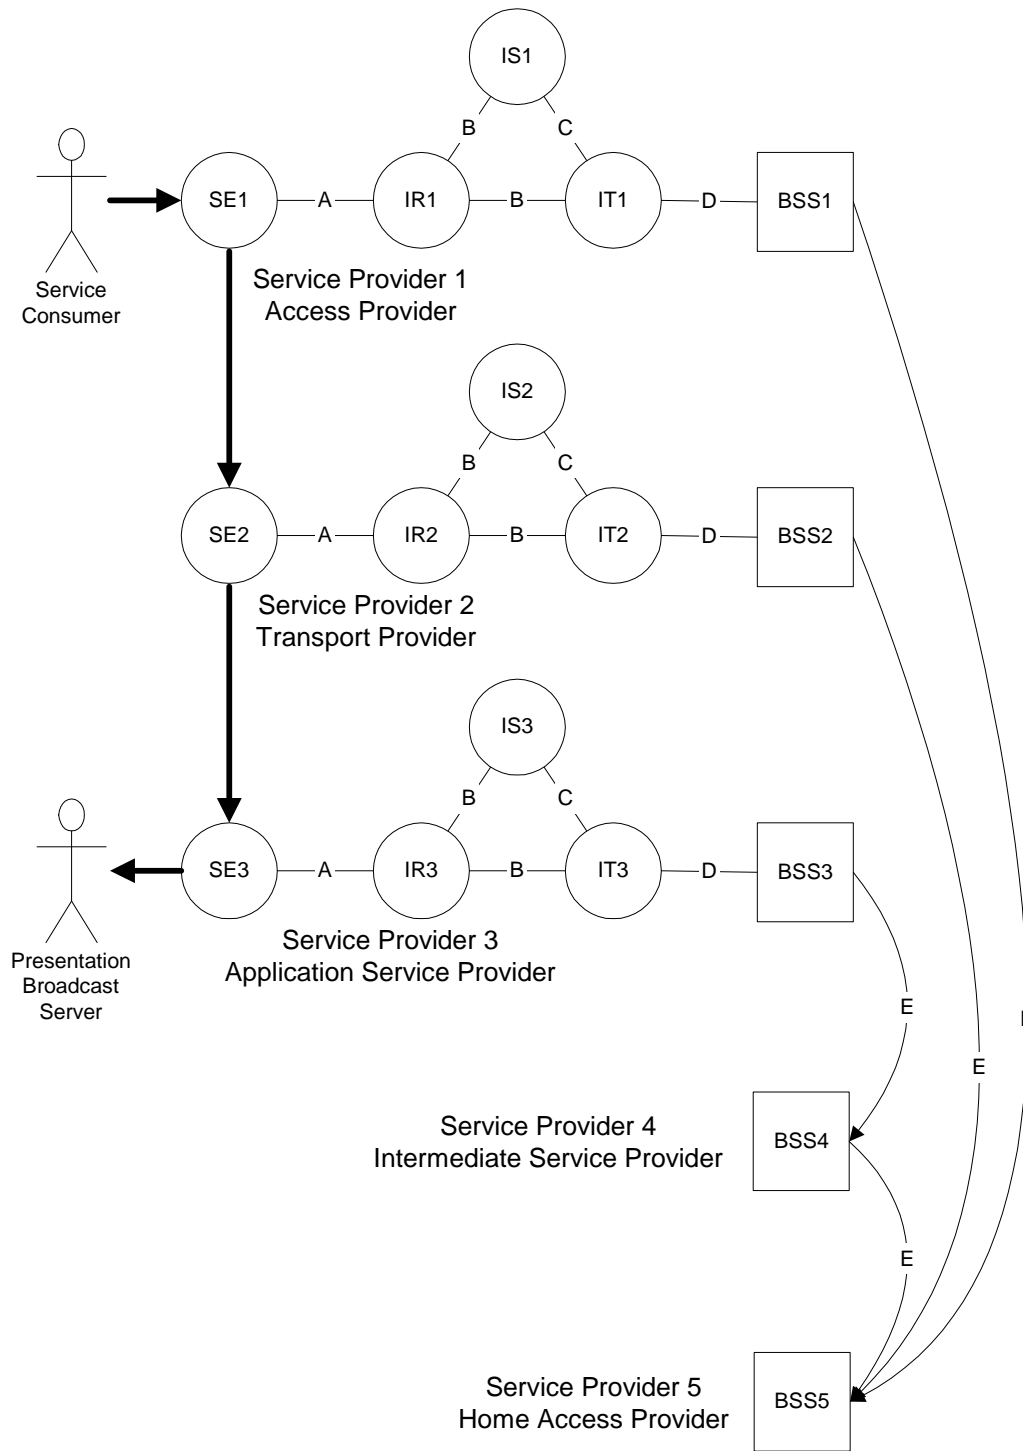 IS1
B
C
SE1
A
IR1
B
IT1
D
BSS1
Service
Consumer
Service Provider 1
Access Provider
IS2
B
C
SE2
A
IR2
B
IT2
D
BSS2
Service Provider 2
Transport Provider
IS3
B
C
SE3
A
IR3
B
IT3
D
BSS3
Presentation
Broadcast
Server
Service Provider 3
Application Service Provider
E
E
Service Provider 4
Intermediate Service Provider
BSS4
E
Service Provider 5
Home Access Provider
BSS5